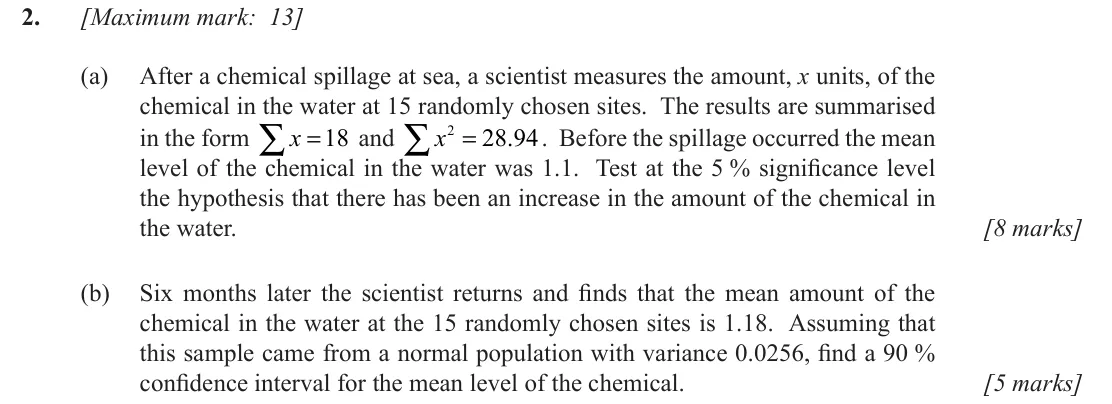 2. [Maximum mark: 13]
(a) After a chemical spillage at sea, a scientist measures the amount, x units, of the
chemical in the water at 15 randomly chosen sites. The results are summarised
in the form ∑x = 18 and ∑x² = 28.94. Before the spillage occurred the mean
level of the chemical in the water was 1.1. Test at the 5 % significance level
the hypothesis that there has been an increase in the amount of the chemical in
the water. [8 marks]
(b) Six months later the scientist returns and finds that the mean amount of the
chemical in the water at the 15 randomly chosen sites is 1.18. Assuming that
this sample came from a normal population with variance 0.0256, find a 90 %
confidence interval for the mean level of the chemical. [5 marks]